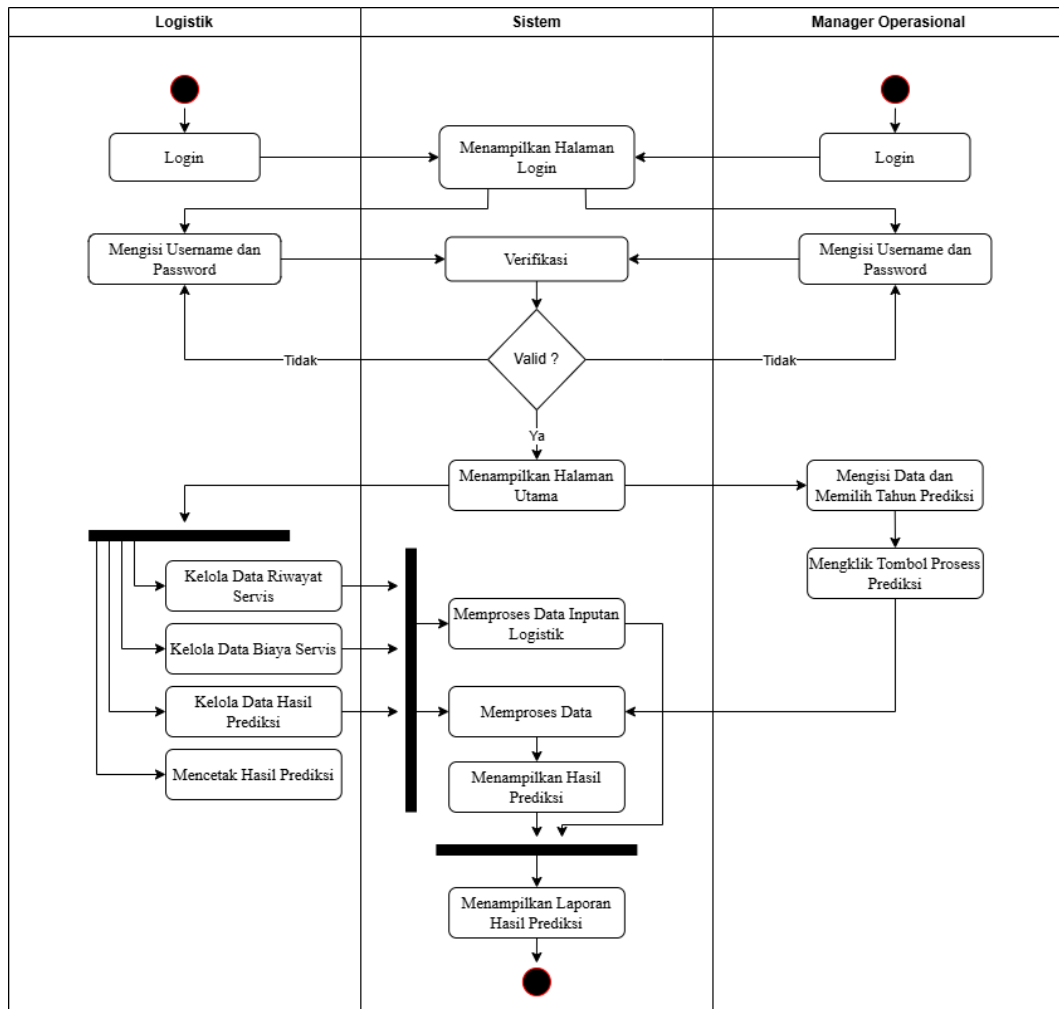 Logistik
Sistem
Manager Operasional
Login
Menampilkan Halaman
Login
Login
Mengisi Username dan
Password
Verifikasi
Mengisi Username dan
Password
Tidak
Valid ?
Tidak
Ya
Menampilkan Halaman
Utama
Mengisi Data dan
Memilih Tahun Prediksi
Mengklik Tombol Prosess
Prediksi
Kelola Data Riwayat
Servis
Memproses Data Inputan
Logistik
Kelola Data Biaya Servis
Kelola Data Hasil
Prediksi
Memproses Data
Mencetak Hasil Prediksi
Menampilkan Hasil
Prediksi
Menampilkan Laporan
Hasil Prediksi